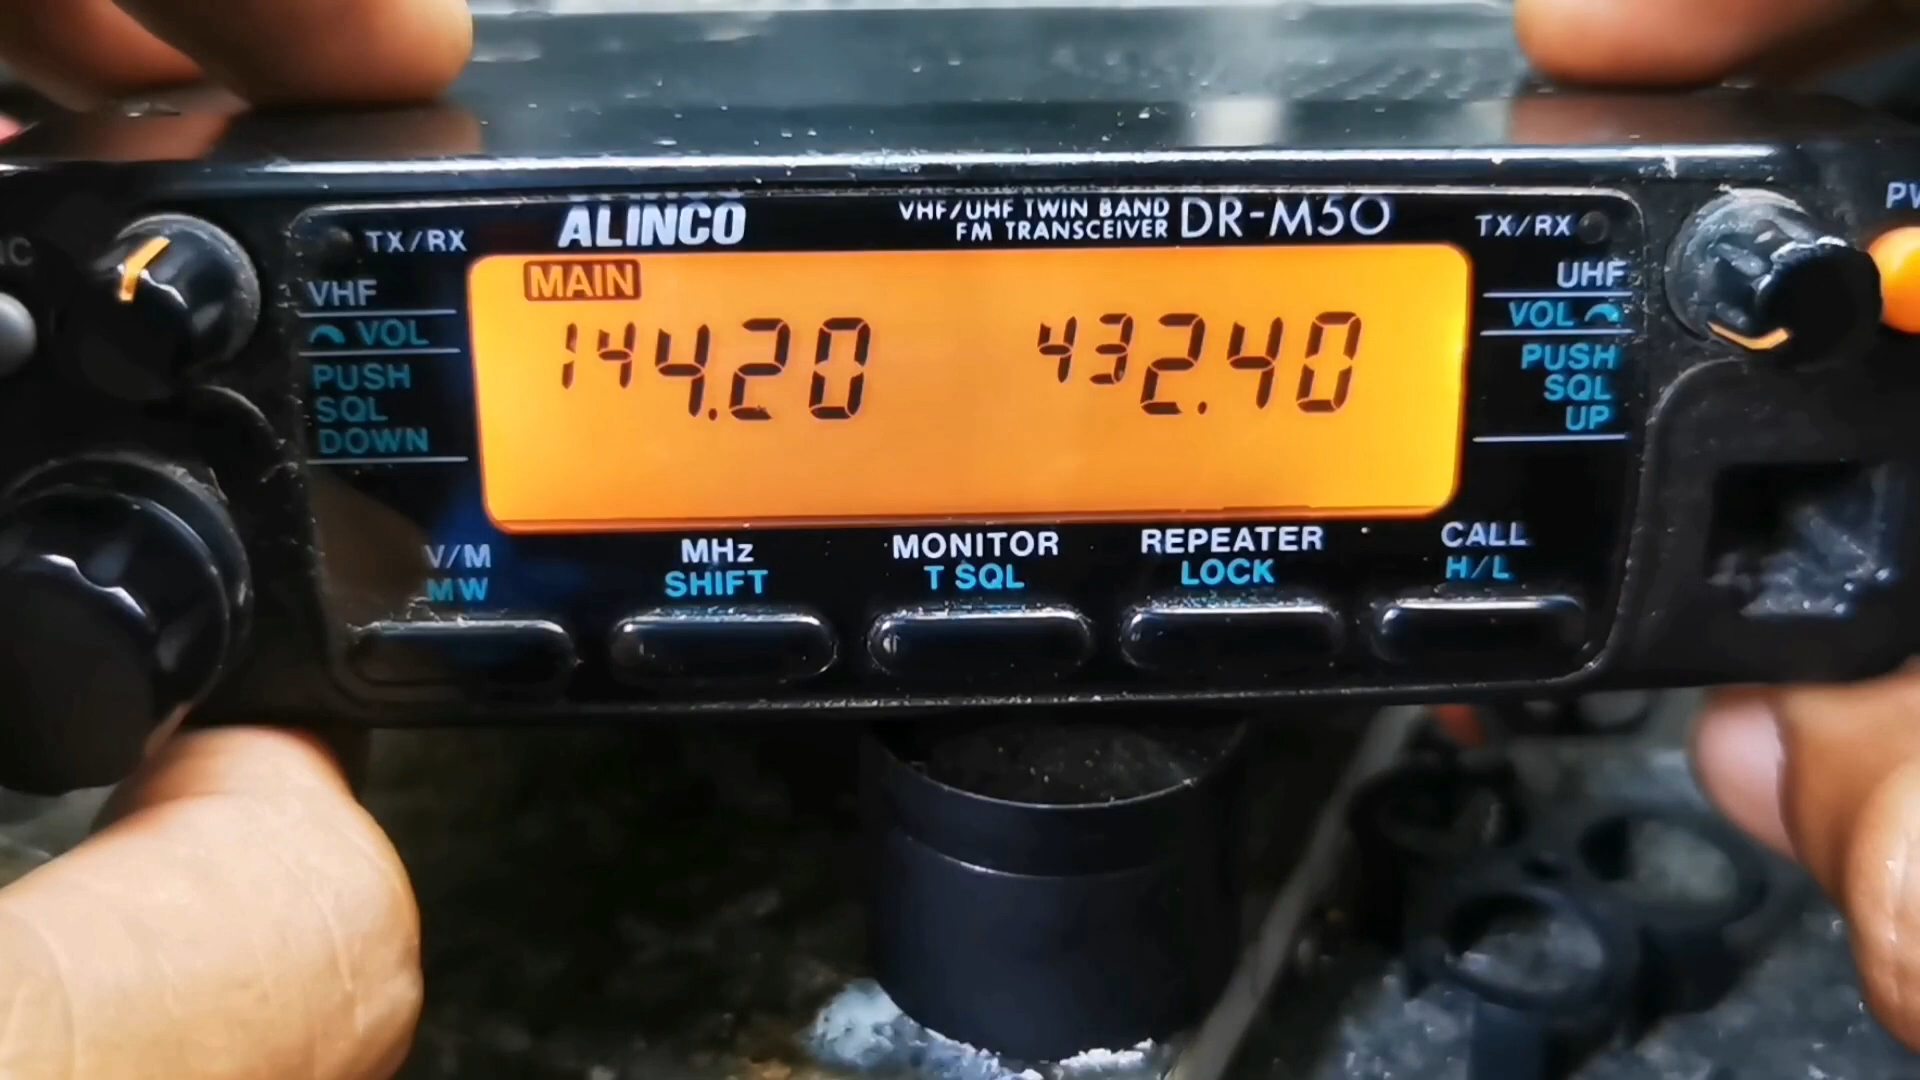 ALINCO
VHF/UHF TWIN BAND
FM TRANSCEIVER
DR-M50
TX/RX
TX/RX
VHF
VOL
PUSH
SQL
DOWN
MAIN
144.20
432.40
UHF
VOL
PUSH
SQL
UP
V/M
MW
MHz
SHIFT
MONITOR
T SQL
REPEATER
LOCK
CALL
H/L